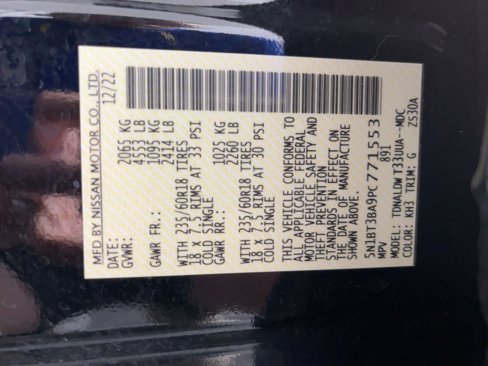 MFD BY NISSAN MOTOR CO., LTD.
DATE: 12/22
GVWR: 2065 KG
4553 LB
GAWR FR.: 1095 KG
2414 LB
WITH 235/60R18 TIRES
18 x 7.5 RIMS AT 33 PSI
COLD SINGLE
GAWR RR.: 1025 KG
2260 LB
WITH 235/60R18 TIRES
18 X 7.5 RIMS AT 30 PSI
COLD SINGLE
THIS VEHICLE CONFORMS TO
ALL APPLICABLE FEDERAL
MOTOR VEHICLE SAFETY AND
THEFT PREVENTION
STANDARDS IN EFFECT ON
THE DATE OF MANUFACTURE
SHOWN ABOVE.
5N1BT3BA9PC771553
MPV 891
MODEL: TDNALDW T33UUA--MDC
COLOR: KH3 TRIM: G ZS30A